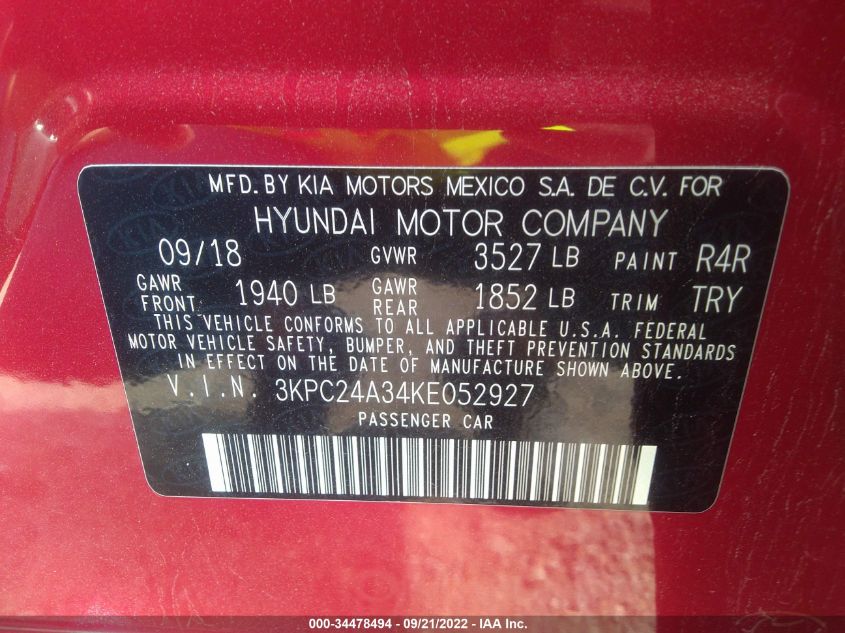 MFD. BY KIA MOTORS MEXICO S.A. DE C.V. FOR
HYUNDAI MOTOR COMPANY
09/18 GVWR 3527 LB PAINT R4R
GAWR FRONT 1940 LB GAWR REAR 1852 LB TRIM TRY
THIS VEHICLE CONFORMS TO ALL APPLICABLE U.S.A. FEDERAL
MOTOR VEHICLE SAFETY, BUMPER, AND THEFT PREVENTION STANDARDS
IN EFFECT ON THE DATE OF MANUFACTURE SHOWN ABOVE.
V.I.N. 3KPC24A34KE052927
PASSENGER CAR
000-34478494 - 09/21/2022 - IAA Inc.